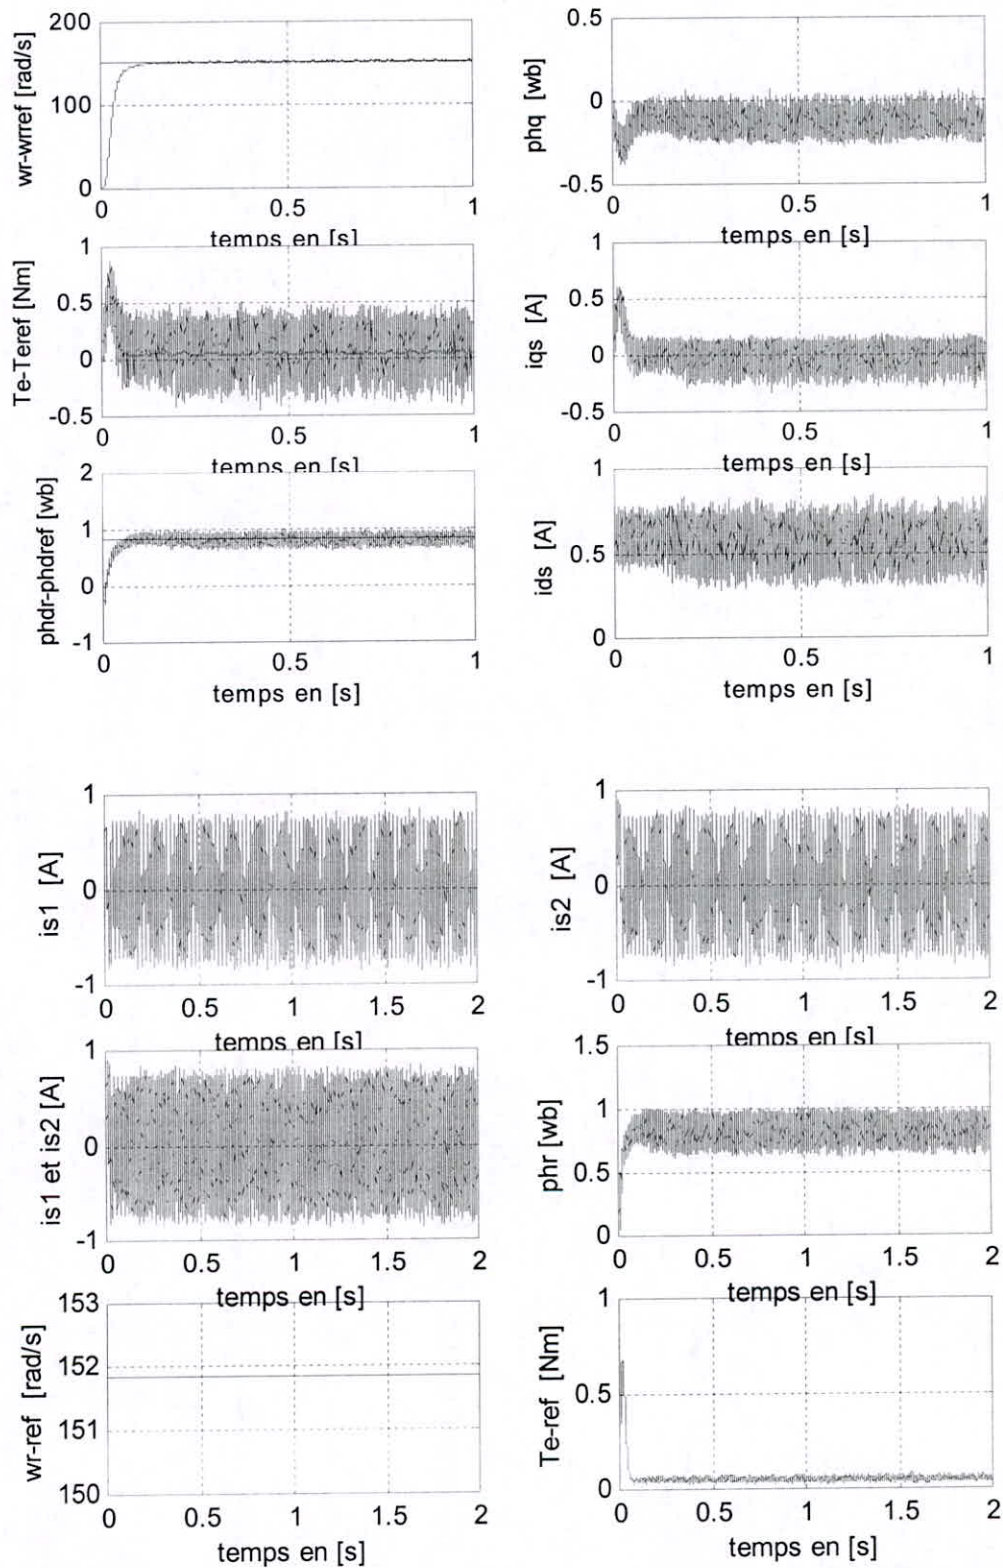 wr-wrref [rad/s]
200
150
100
0
0 0.5 1
temps en [s]
phq [wb]
0.5
0
-0.5
0 0.5 1
temps en [s]
Te-Teref [Nm]
1
0.5
0
-0.5
0 0.5 1
temps en [s]
iqs [A]
1
0.5
0
-0.5
0 0.5 1
temps en [s]
phdr-phdref [wb]
2
1
0
-1
0 0.5 1
temps en [s]
ids [A]
1
0.5
0
0 0.5 1
temps en [s]
is1 [A]
1
0
-1
0 0.5 1 1.5 2
temps en [s]
is2 [A]
1
0
-1
0 0.5 1 1.5 2
temps en [s]
is1 et is2 [A]
1
0
-1
0 0.5 1 1.5 2
temps en [s]
phr [wb]
1.5
1
0.5
0
0 0.5 1 1.5 2
temps en [s]
wr-ref [rad/s]
153
152
151
150
0 0.5 1 1.5 2
temps en [s]
Te-ref [Nm]
1
0.5
0
0 0.5 1 1.5 2
temps en [s]